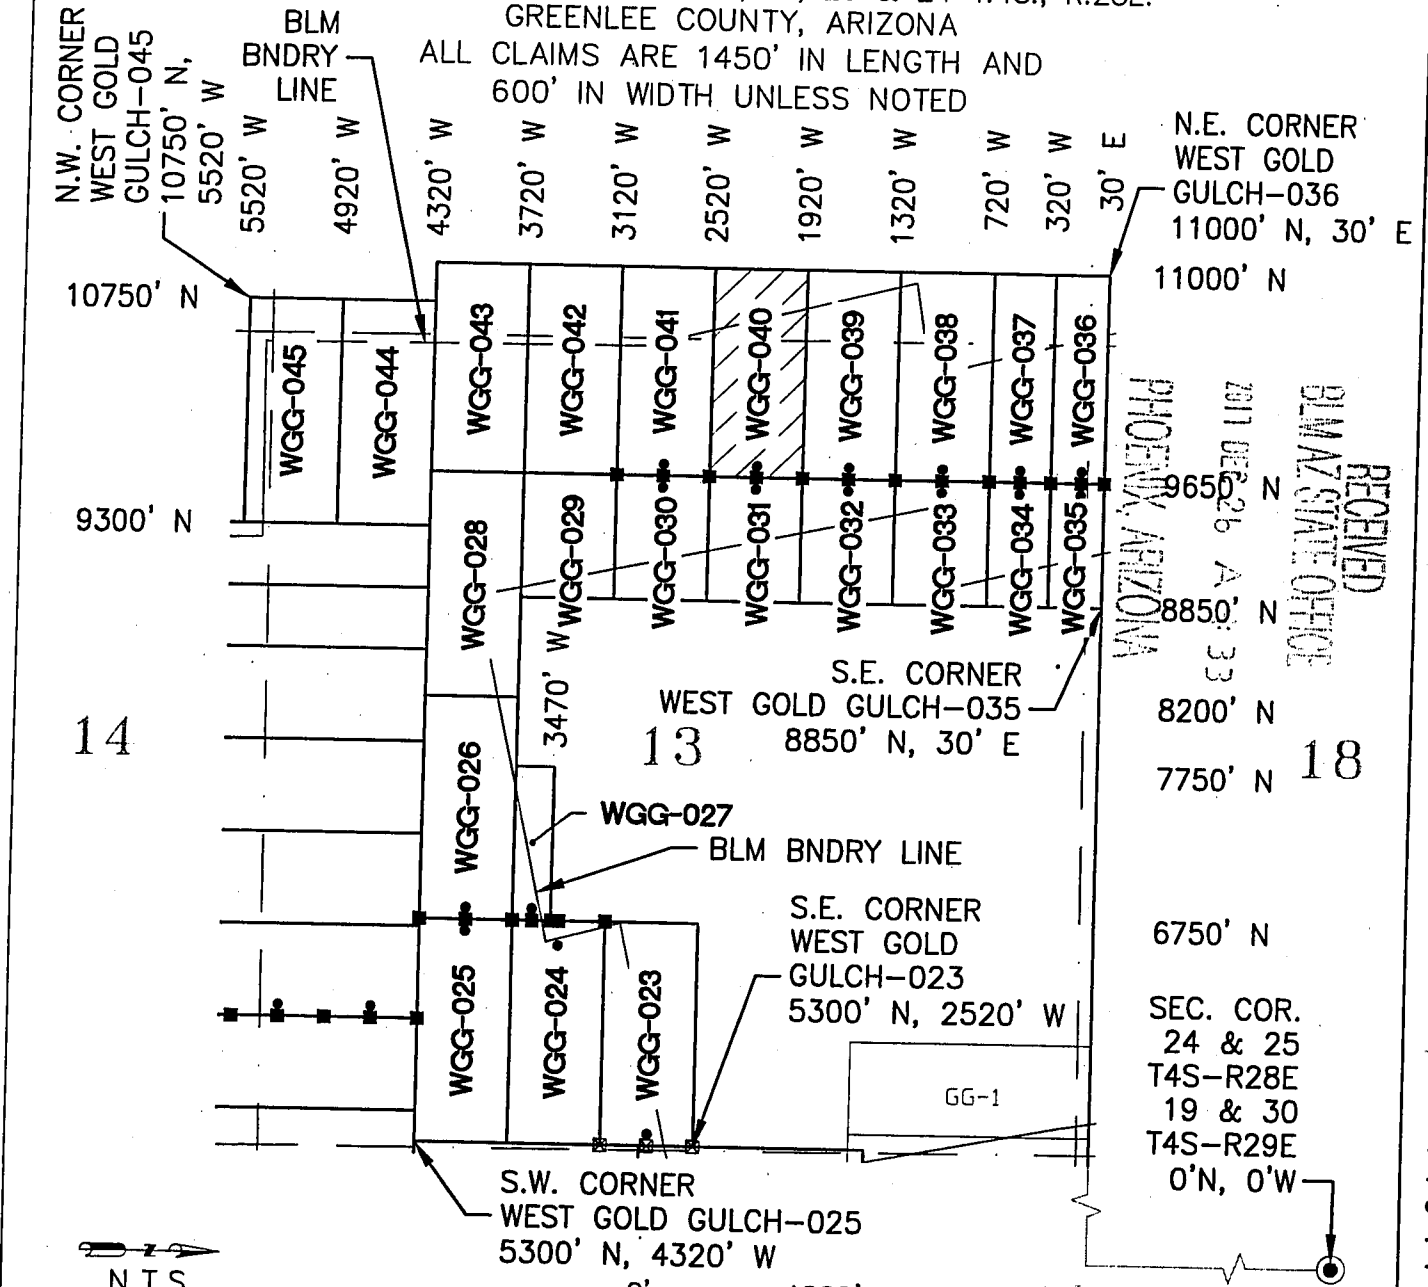 GREENLEE COUNTY, ARIZONA
ALL CLAIMS ARE 1450' IN LENGTH AND
600' IN WIDTH UNLESS NOTED
BLM
BNDRY
LINE
N.W. CORNER
WEST GOLD
GULCH-045
10750' N,
5520' W
5520' W
4920' W
4320' W
3720' W
3120' W
2520' W
1920' W
1320' W
720' W
320' W
30' E
N.E. CORNER
WEST GOLD
GULCH-036
11000' N, 30' E
10750' N
11000' N
WGG-045
WGG-044
WGG-043
WGG-042
WGG-041
WGG-040
WGG-039
WGG-038
WGG-037
WGG-036
9650' N
9300' N
WGG-028
WGG-029
WGG-030
WGG-031
WGG-032
WGG-033
WGG-034
WGG-035
8850' N
RECEIVED
BLM AZ STATE OFFICE
2011 DEC 26 A : 33
PHOENIX, ARIZONA
3470' W
S.E. CORNER
WEST GOLD GULCH-035
8850' N, 30' E
8200' N
14
13
18
7750' N
WGG-026
WGG-027
BLM BNDRY LINE
S.E. CORNER
WEST GOLD
GULCH-023
5300' N, 2520' W
6750' N
WGG-025
WGG-024
WGG-023
GG-1
SEC. COR.
24 & 25
T4S-R28E
19 & 30
T4S-R29E
0'N, 0'W
S.W. CORNER
WEST GOLD GULCH-025
5300' N, 4320' W
Z
N.T.S.